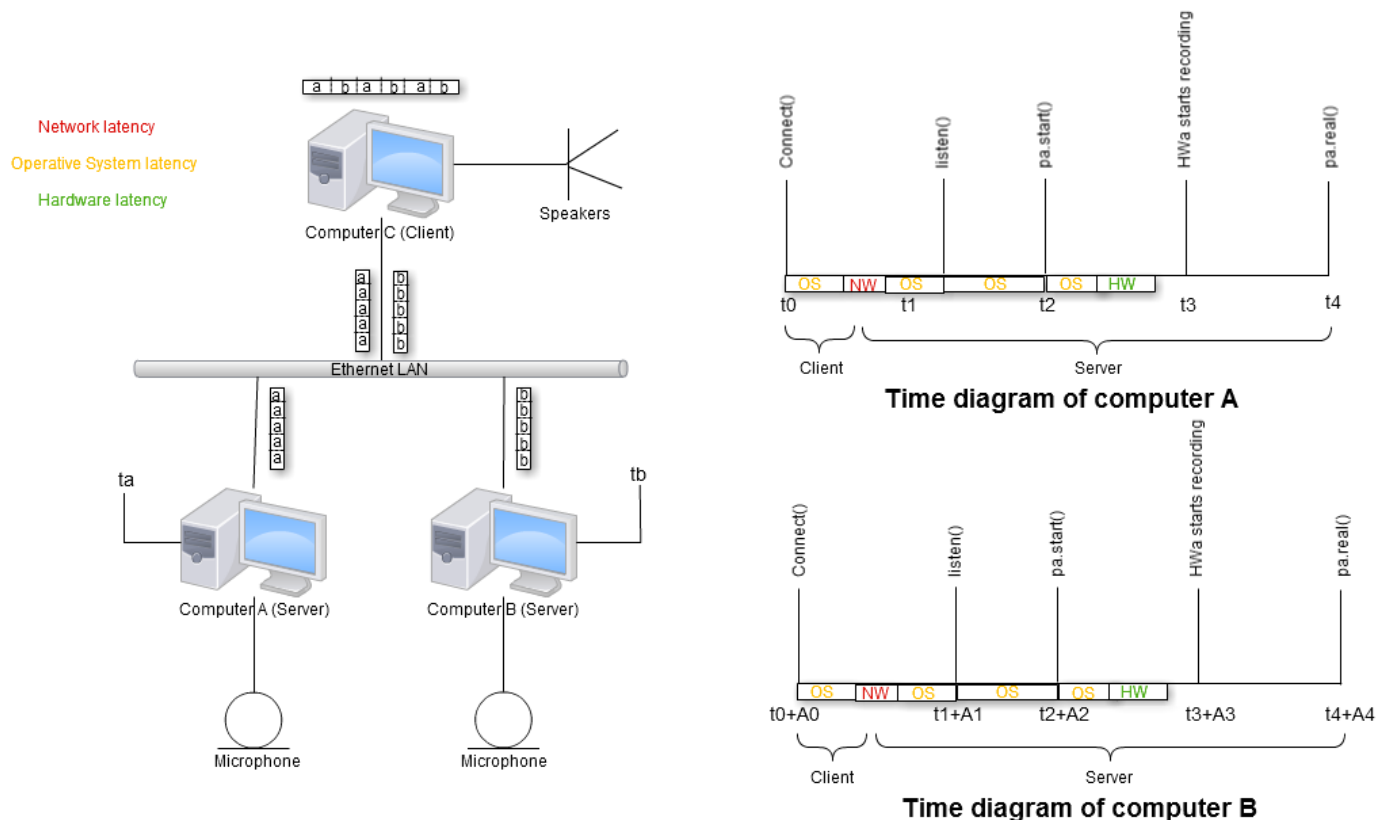 a b a b a b
Network latency
Operative System latency
Hardware latency
Speakers
Computer C (Client)
a
a
a
a
a
b
b
b
b
b
Ethernet LAN
a
a
a
a
a
b
b
b
b
b
ta
tb
Computer A (Server)
Computer B (Server)
Microphone
Microphone
Connect()
listen()
pa.start()
HWa starts recording
pa.real()
OS NW OS OS OS HW
t0 t1 t2 t3 t4
Client
Server
Time diagram of computer A
Connect()
listen()
pa.start()
HWa starts recording
pa.real()
OS NW OS OS OS HW
t0+A0 t1+A1 t2+A2 t3+A3 t4+A4
Client
Server
Time diagram of computer B